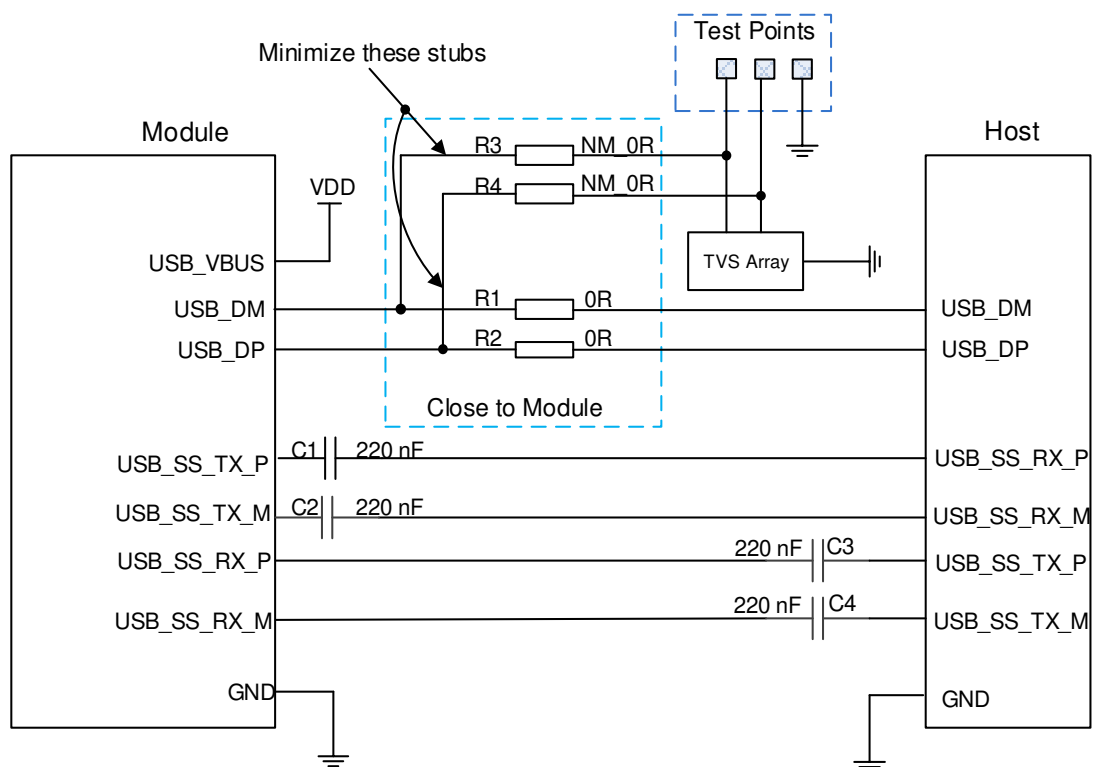 Test Points
Minimize these stubs
Module
Host
R3 NM_0R
VDD
R4 NM_0R
TVS Array
USB_VBUS
USB_DM R1 0R USB_DM
USB_DP R2 0R USB_DP
Close to Module
USB_SS_TX_P C1 220 nF USB_SS_RX_P
USB_SS_TX_M C2 220 nF USB_SS_RX_M
USB_SS_RX_P 220 nF C3 USB_SS_TX_P
USB_SS_RX_M 220 nF C4 USB_SS_TX_M
GND GND